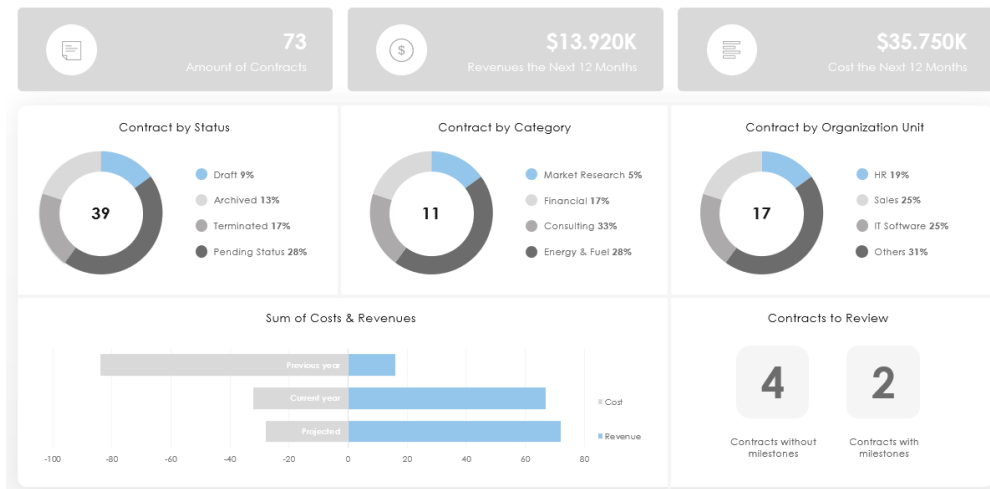 73
Amount of Contracts
$13.920K
Revenues the Next 12 Months
$35.750K
Cost the Next 12 Months
Contract by Status
39
Draft 9%
Archived 13%
Terminated 17%
Pending Status 28%
Contract by Category
11
Market Research 5%
Financial 17%
Consulting 33%
Energy & Fuel 28%
Contract by Organization Unit
17
HR 19%
Sales 25%
IT Software 25%
Others 31%
Sum of Costs & Revenues
Previous year
Current year
Projected
-100 -80 -60 -40 -20 0 20 40 60 80
Cost
Revenue
Contracts to Review
4
Contracts without
milestones
2
Contracts with
milestones